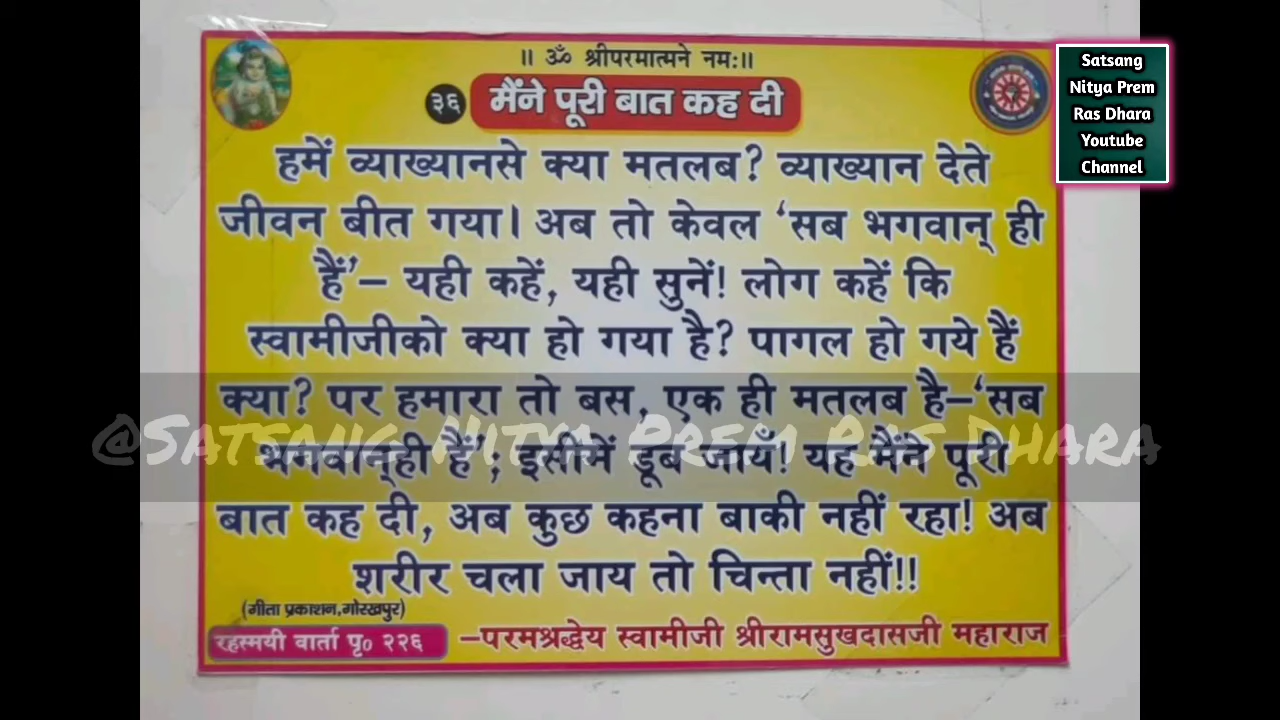 ॥ ॐ श्रीपरमात्मने नमः॥
३६ मैंने पूरी बात कह दी
हमें व्याख्यानसे क्या मतलब? व्याख्यान देते
जीवन बीत गया। अब तो केवल ‘सब भगवान् ही
हैं’– यही कहें, यही सुनें! लोग कहें कि
स्वामीजीको क्या हो गया है? पागल हो गये हैं
क्या? पर हमारा तो बस, एक ही मतलब है–‘सब
भगवान्‌ही हैं’; इसीमें डूब जायँ! यह मैंने पूरी
बात कह दी, अब कुछ कहना बाकी नहीं रहा! अब
शरीर चला जाय तो चिन्ता नहीं!!
(गीता प्रकाशन,गोरखपुर)
रहस्मयी वार्ता पृ० २२६
–परमश्रद्धेय स्वामीजी श्रीरामसुखदासजी महाराज
Satsang
Nitya Prem
Ras Dhara
Youtube
Channel
@Satsang Nitya Prem Ras Dhara